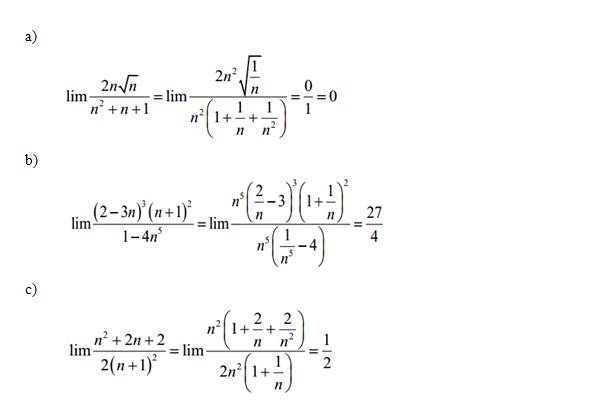 a)
lim 2n√n / (n² + n + 1) = lim 2n²√(1/n) / n²(1 + 1/n + 1/n²) = 0/1 = 0
b)
lim (2 − 3n)³(n + 1)² / (1 − 4n⁵) = lim n⁵(2/n − 3)³(1 + 1/n)² / n⁵(1/n⁵ − 4) = 27/4
c)
lim (n² + 2n + 2) / 2(n + 1)² = lim n²(1 + 2/n + 2/n²) / 2n²(1 + 1/n) = 1/2